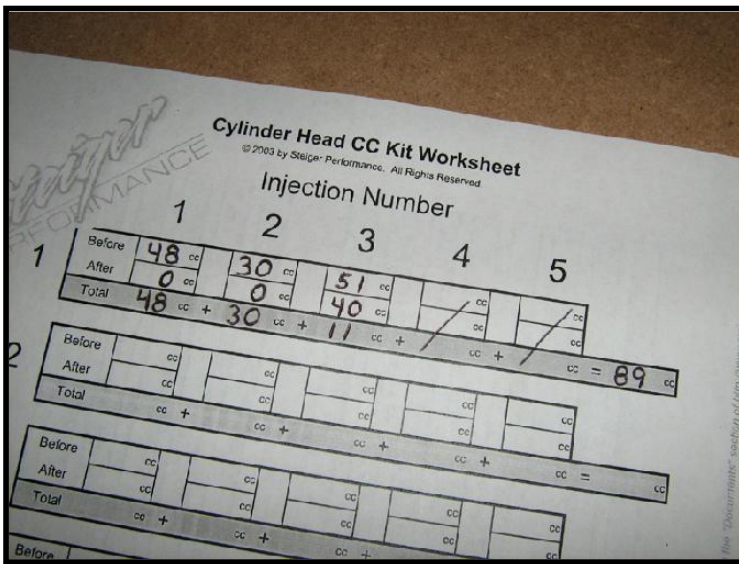 Steiger
PERFORMANCE
Cylinder Head CC Kit Worksheet
© 2003 by Steiger Performance. All Rights Reserved
Injection Number
1 2 3 4 5
1
Before 48 cc 30 cc 51 cc cc cc
After 0 cc 0 cc 40 cc cc cc
Total 48 cc + 30 cc + 11 cc + cc + cc = 89 cc
2
Before cc cc cc cc cc
After cc cc cc cc cc
Total cc + cc + cc + cc + cc = cc
Before cc cc cc cc cc
After cc cc cc cc cc
Total cc + cc + cc +
Before
the "Documents" section of